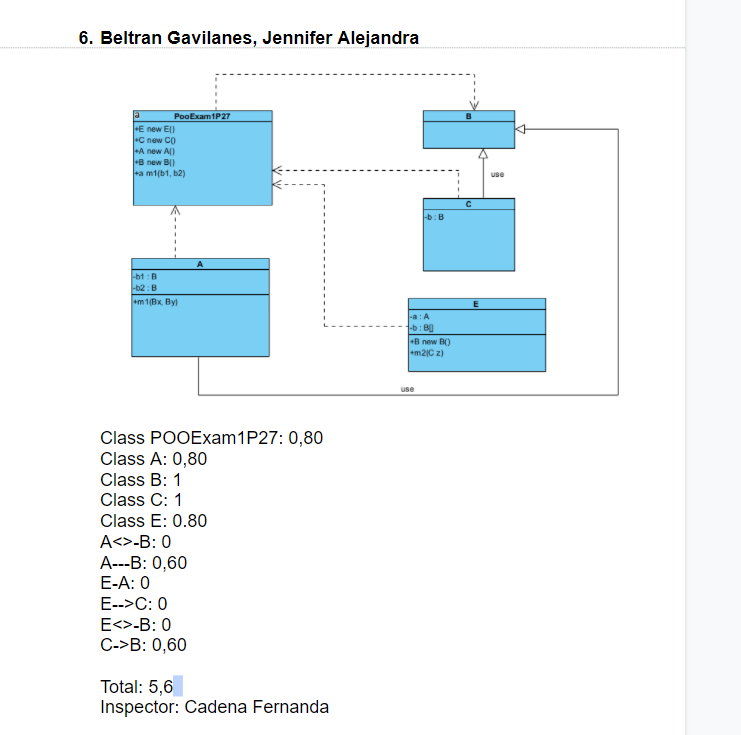 6. Beltran Gavilanes, Jennifer Alejandra
a PooExam1P27
+E new E()
+C new C()
+A new A()
+B new B()
+a m1(b1, b2)
B
use
C
-b : B
A
-b1 : B
-b2 : B
+m1(Bx, By)
E
-a : A
-b : B[]
+B new B()
+m2(C z)
use
Class POOExam1P27: 0,80
Class A: 0,80
Class B: 1
Class C: 1
Class E: 0.80
A<>-B: 0
A---B: 0,60
E-A: 0
E-->C: 0
E<>-B: 0
C->B: 0,60
Total: 5,6
Inspector: Cadena Fernanda